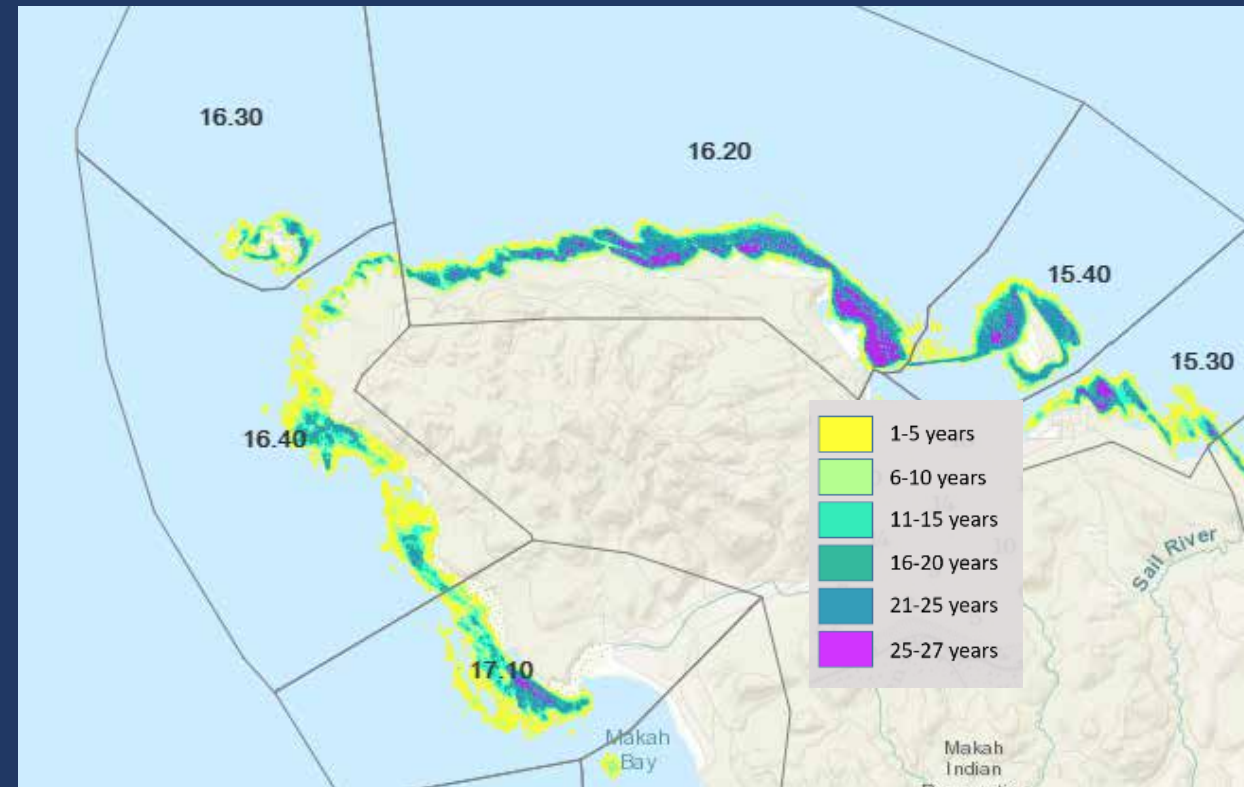 16.30
16.20
15.40
15.30
16.40
17.10
1-5 years
6-10 years
11-15 years
16-20 years
21-25 years
25-27 years
Sail River
Makah
Bay
Makah
Indian